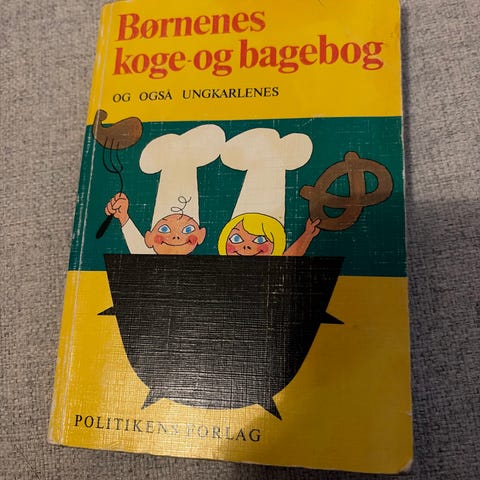 Børnenes
koge-og bagebog
OG OGSÅ UNGKARLENES
POLITIKENS FORLAG